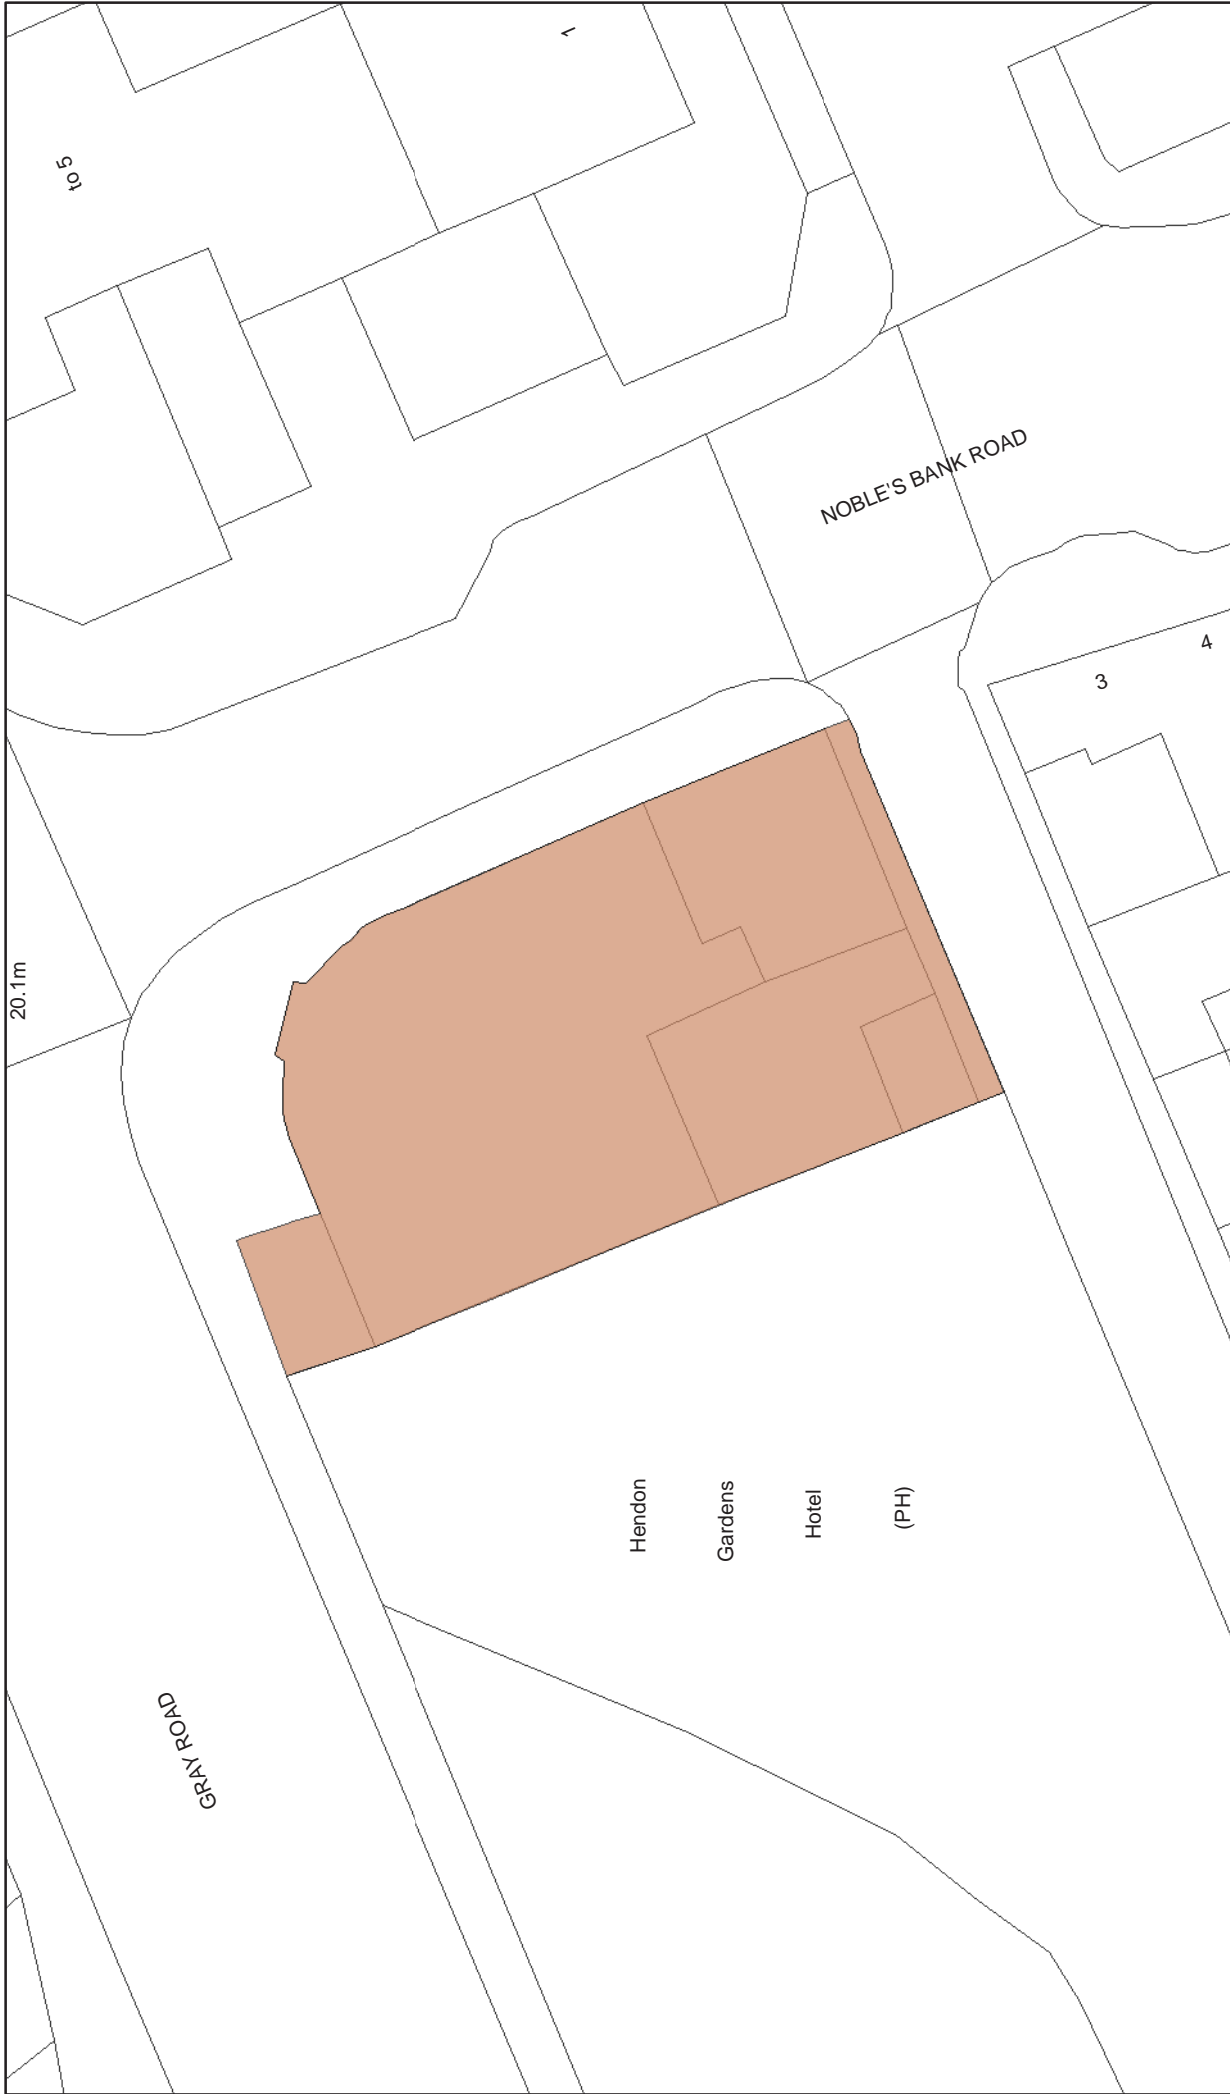 1
to 5
NOBLE'S BANK ROAD
4
3
20.1m
Hendon
Gardens
Hotel
(PH)
GRAY ROAD